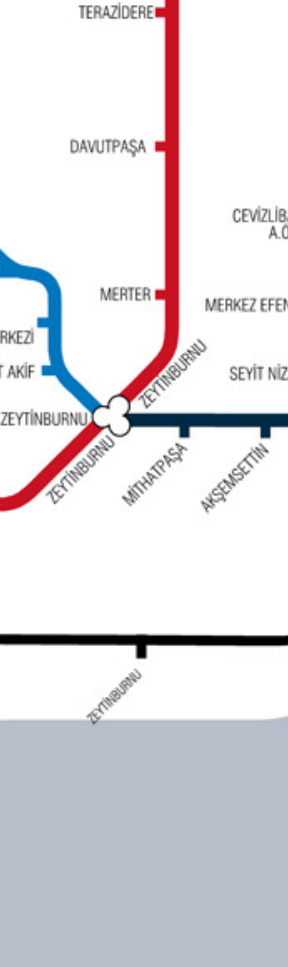 TERAZİDERE
DAVUTPAŞA
CEVİZLİB
A.Ö
MERTER
MERKEZ EFEN
RKEZİ
ZEYTİNBURNU
T AKİF
SEYİT NİZ
ZEYTİNBURNU
ZEYTİNBURNU
MİTHATPAŞA
AKŞEMSETTİN
ZEYTİNBURNU